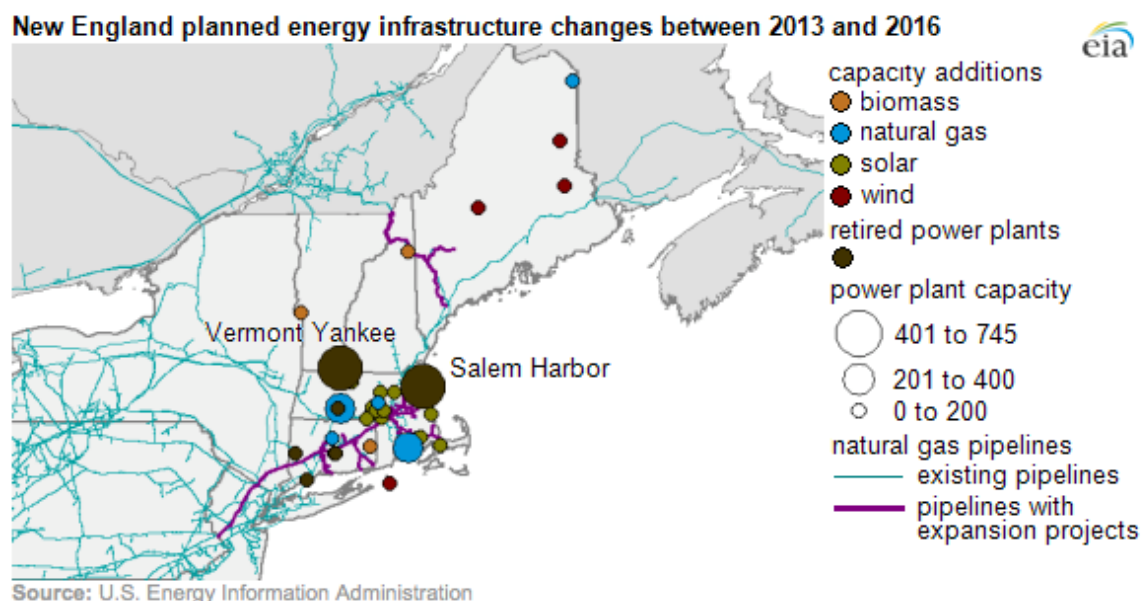 New England planned energy infrastructure changes between 2013 and 2016
eia
capacity additions
biomass
natural gas
solar
wind
retired power plants
power plant capacity
401 to 745
201 to 400
0 to 200
natural gas pipelines
existing pipelines
pipelines with
expansion projects
Vermont Yankee
Salem Harbor
Source: U.S. Energy Information Administration